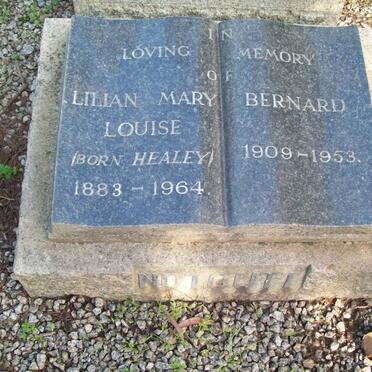 IN
LOVING MEMORY
OF
LILIAN MARY
LOUISE
(BORN HEALEY)
1883-1964.
BERNARD
1909-1953.